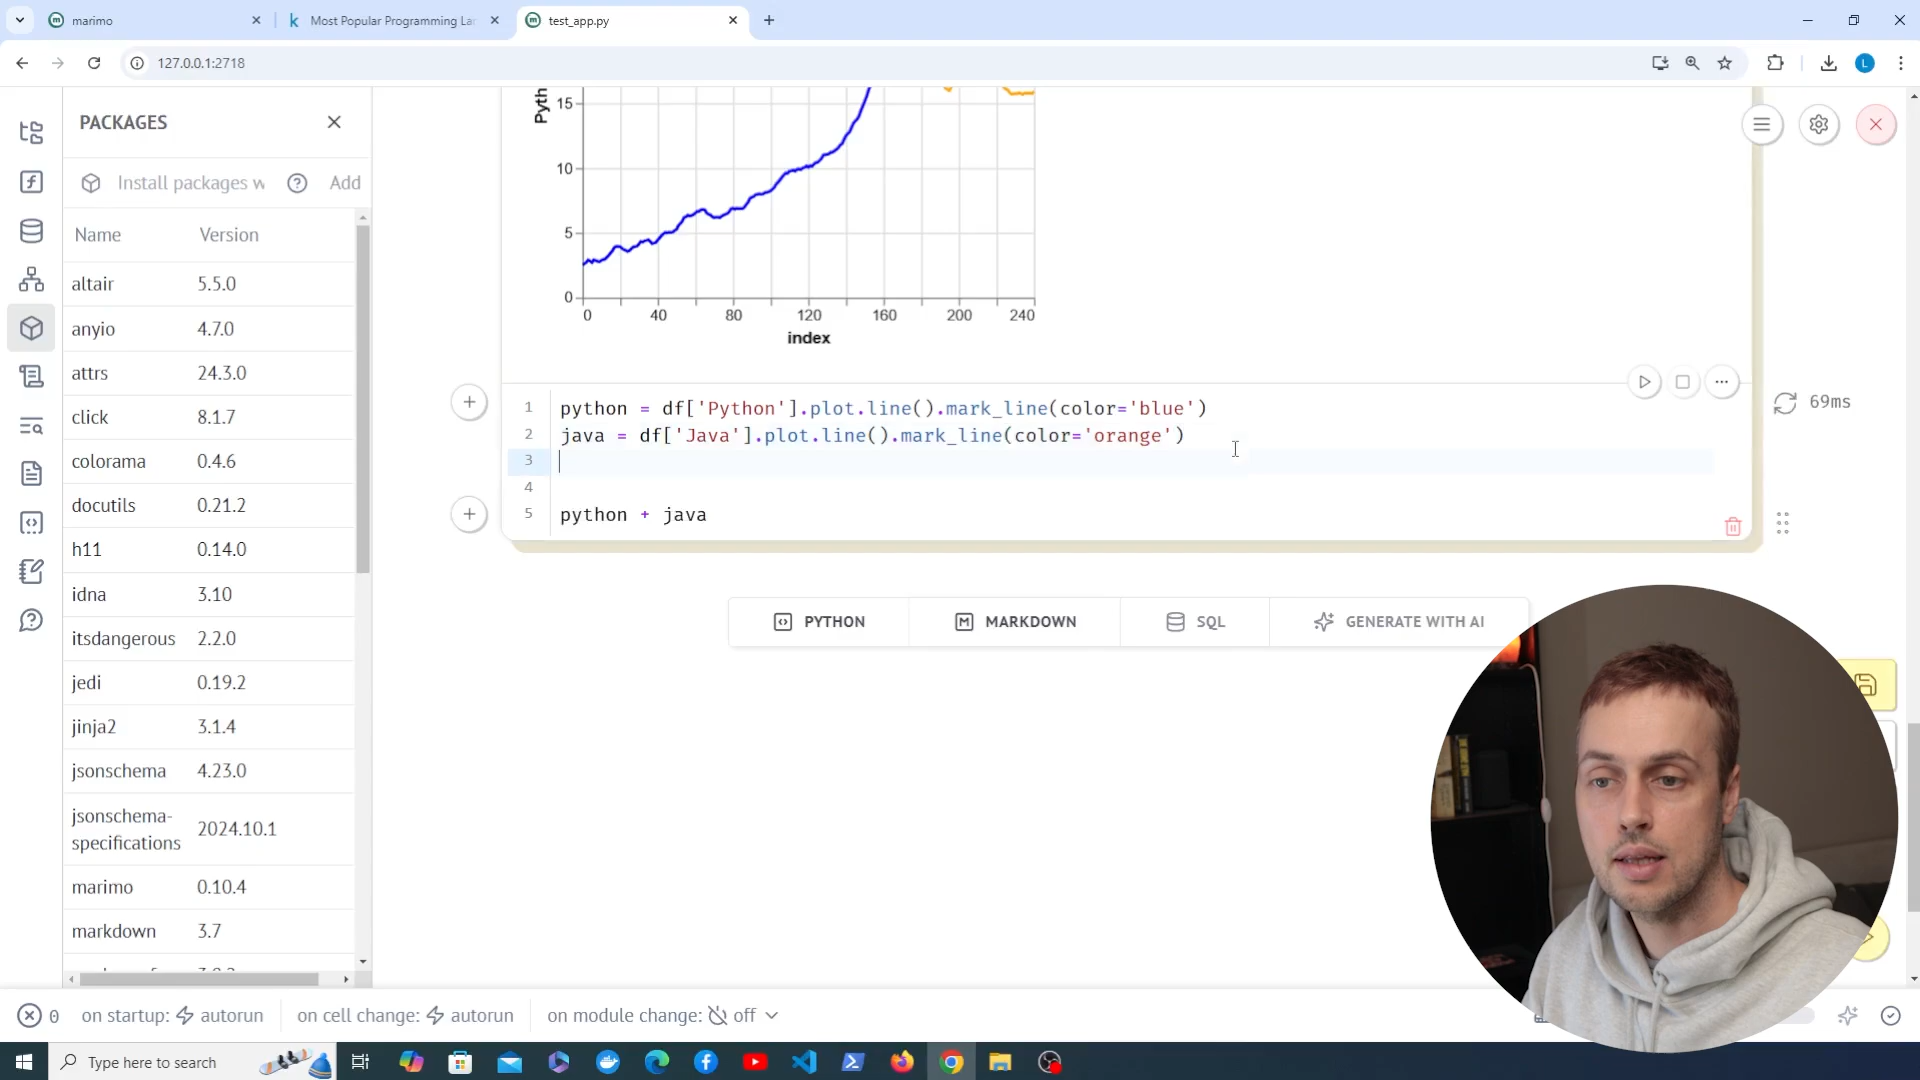 marimo
Most Popular Programming La
test_app.py
127.0.0.1:2718
L
PACKAGES
Install packages w
Add
Name Version
altair 5.5.0
anyio 4.7.0
attrs 24.3.0
click 8.1.7
colorama 0.4.6
docutils 0.21.2
h11 0.14.0
idna 3.10
itsdangerous 2.2.0
jedi 0.19.2
jinja2 3.1.4
jsonschema 4.23.0
jsonschema-
specifications 2024.10.1
marimo 0.10.4
markdown 3.7
Pyth
15
10
5
0
0 40 80 120 160 200 240
index
1 python = df['Python'].plot.line().mark_line(color='blue')
2 java = df['Java'].plot.line().mark_line(color='orange')
3
4
5 python + java
69ms
PYTHON
MARKDOWN
SQL
GENERATE WITH AI
0 on startup: autorun
on cell change: autorun
on module change: off
Type here to search